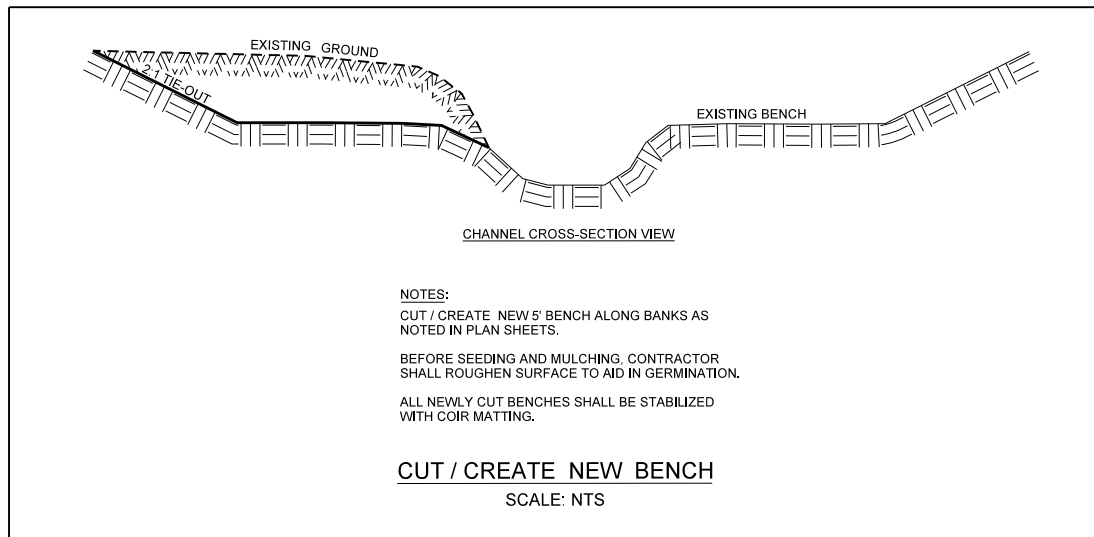 EXISTING GROUND
2:1 TIE-OUT
EXISTING BENCH
CHANNEL CROSS-SECTION VIEW
NOTES:
CUT / CREATE NEW 5' BENCH ALONG BANKS AS
NOTED IN PLAN SHEETS.
BEFORE SEEDING AND MULCHING, CONTRACTOR
SHALL ROUGHEN SURFACE TO AID IN GERMINATION.
ALL NEWLY CUT BENCHES SHALL BE STABILIZED
WITH COIR MATTING.
CUT / CREATE NEW BENCH
SCALE: NTS